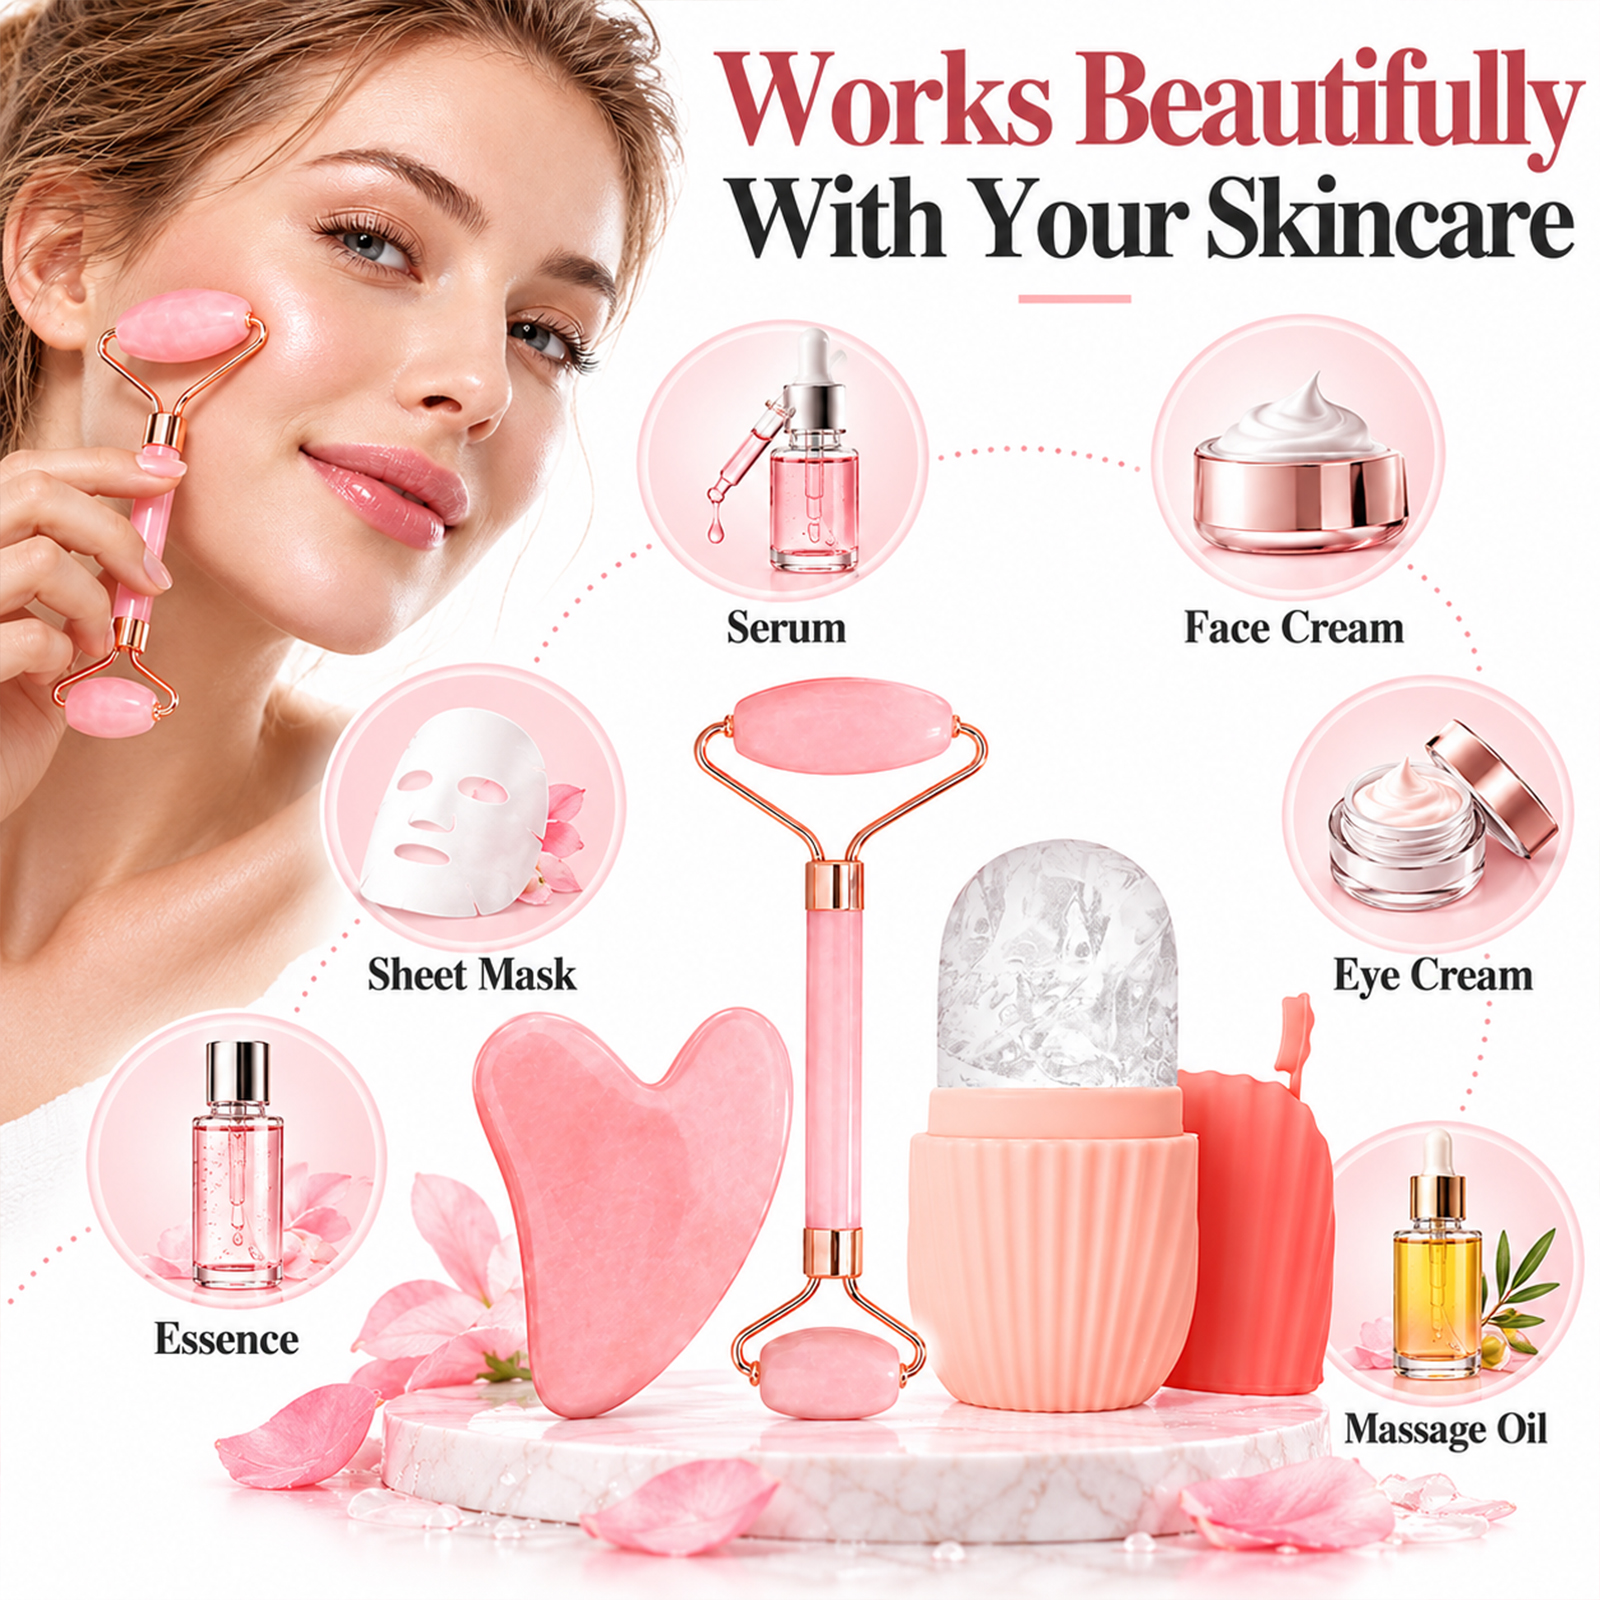 Works Beautifully
With Your Skincare
Serum
Face Cream
Sheet Mask
Eye Cream
Essence
Massage Oil